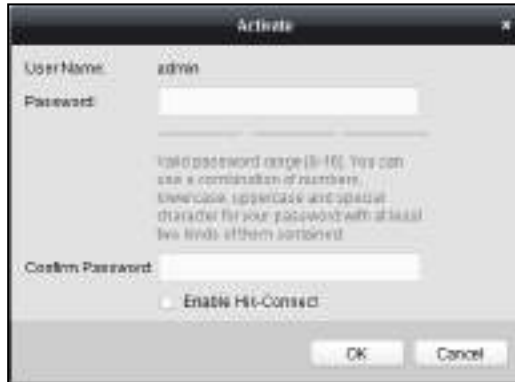 Activate
User Name: admin
Password:
Valid password range [8-16]. You can
use a combination of numbers,
lowercase, uppercase and special
character for your password with at least
two kinds of them contained.
Confirm Password:
Enable Hik-Connect
OK Cancel